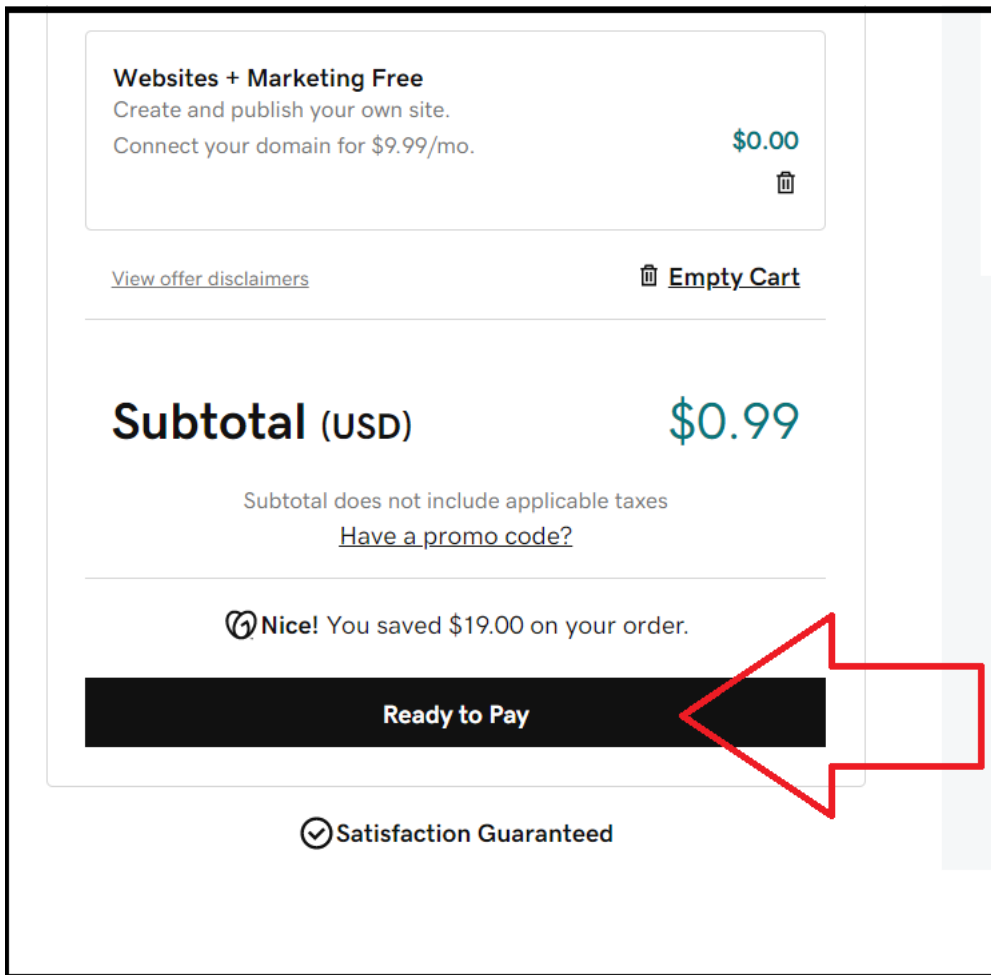 Websites + Marketing Free
Create and publish your own site.
Connect your domain for $9.99/mo.
$0.00
View offer disclaimers
Empty Cart
Subtotal (USD) $0.99
Subtotal does not include applicable taxes
Have a promo code?
Nice! You saved $19.00 on your order.
Ready to Pay
Satisfaction Guaranteed